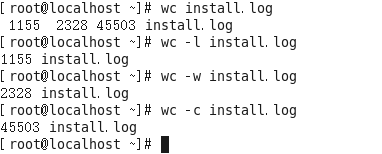 [root@localhost ~]# wc install.log
 1155  2328 45503 install.log
[root@localhost ~]# wc -l install.log
1155 install.log
[root@localhost ~]# wc -w install.log
2328 install.log
[root@localhost ~]# wc -c install.log
45503 install.log
[root@localhost ~]#